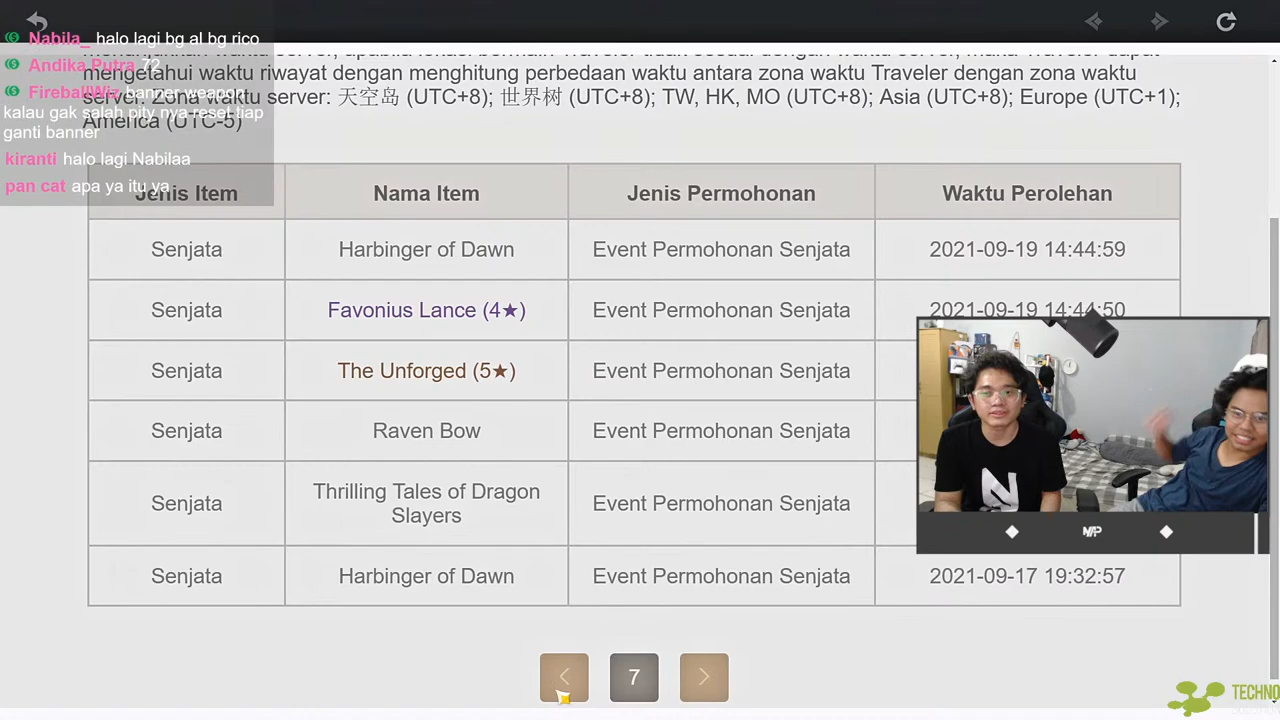 Nabila_ halo lagi bg al bg rico
Andika Putra 72
FireballWiz banner weapon
kalau gak salah pity nya reset tiap
ganti banner
kiranti halo lagi Nabilaa
pan cat apa ya itu ya
mengetahui waktu riwayat dengan menghitung perbedaan waktu antara zona waktu Traveler dengan zona waktu
server. Zona waktu server: 天空岛 (UTC+8); 世界树 (UTC+8); TW, HK, MO (UTC+8); Asia (UTC+8); Europe (UTC+1);
America (UTC-5)
Jenis Item Nama Item Jenis Permohonan Waktu Perolehan
Senjata Harbinger of Dawn Event Permohonan Senjata 2021-09-19 14:44:59
Senjata Favonius Lance (4★) Event Permohonan Senjata 2021-09-19 14:44:50
Senjata The Unforged (5★) Event Permohonan Senjata
Senjata Raven Bow Event Permohonan Senjata
Senjata Thrilling Tales of Dragon
Slayers Event Permohonan Senjata
Senjata Harbinger of Dawn Event Permohonan Senjata 2021-09-17 19:32:57
7
TECHNO